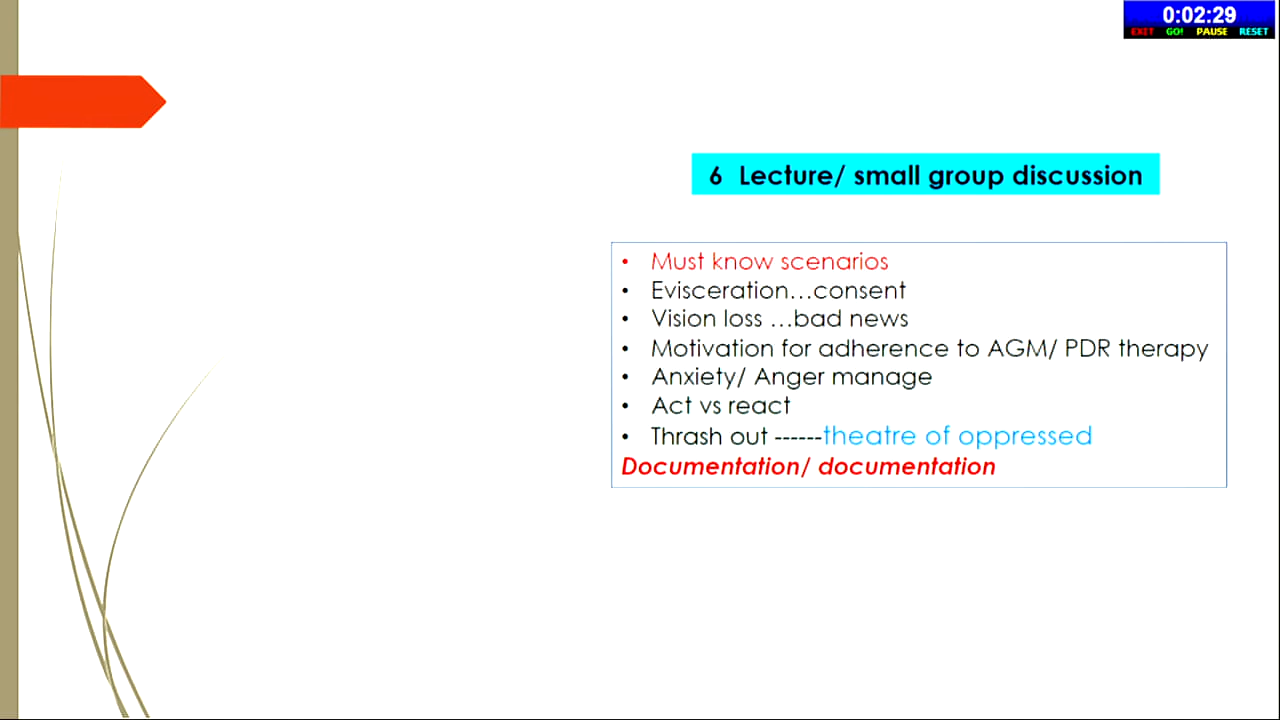 0:02:29
EXIT GO! PAUSE RESET
6 Lecture/ small group discussion
• Must know scenarios
• Evisceration...consent
• Vision loss ...bad news
• Motivation for adherence to AGM/ PDR therapy
• Anxiety/ Anger manage
• Act vs react
• Thrash out ------theatre of oppressed
Documentation/ documentation